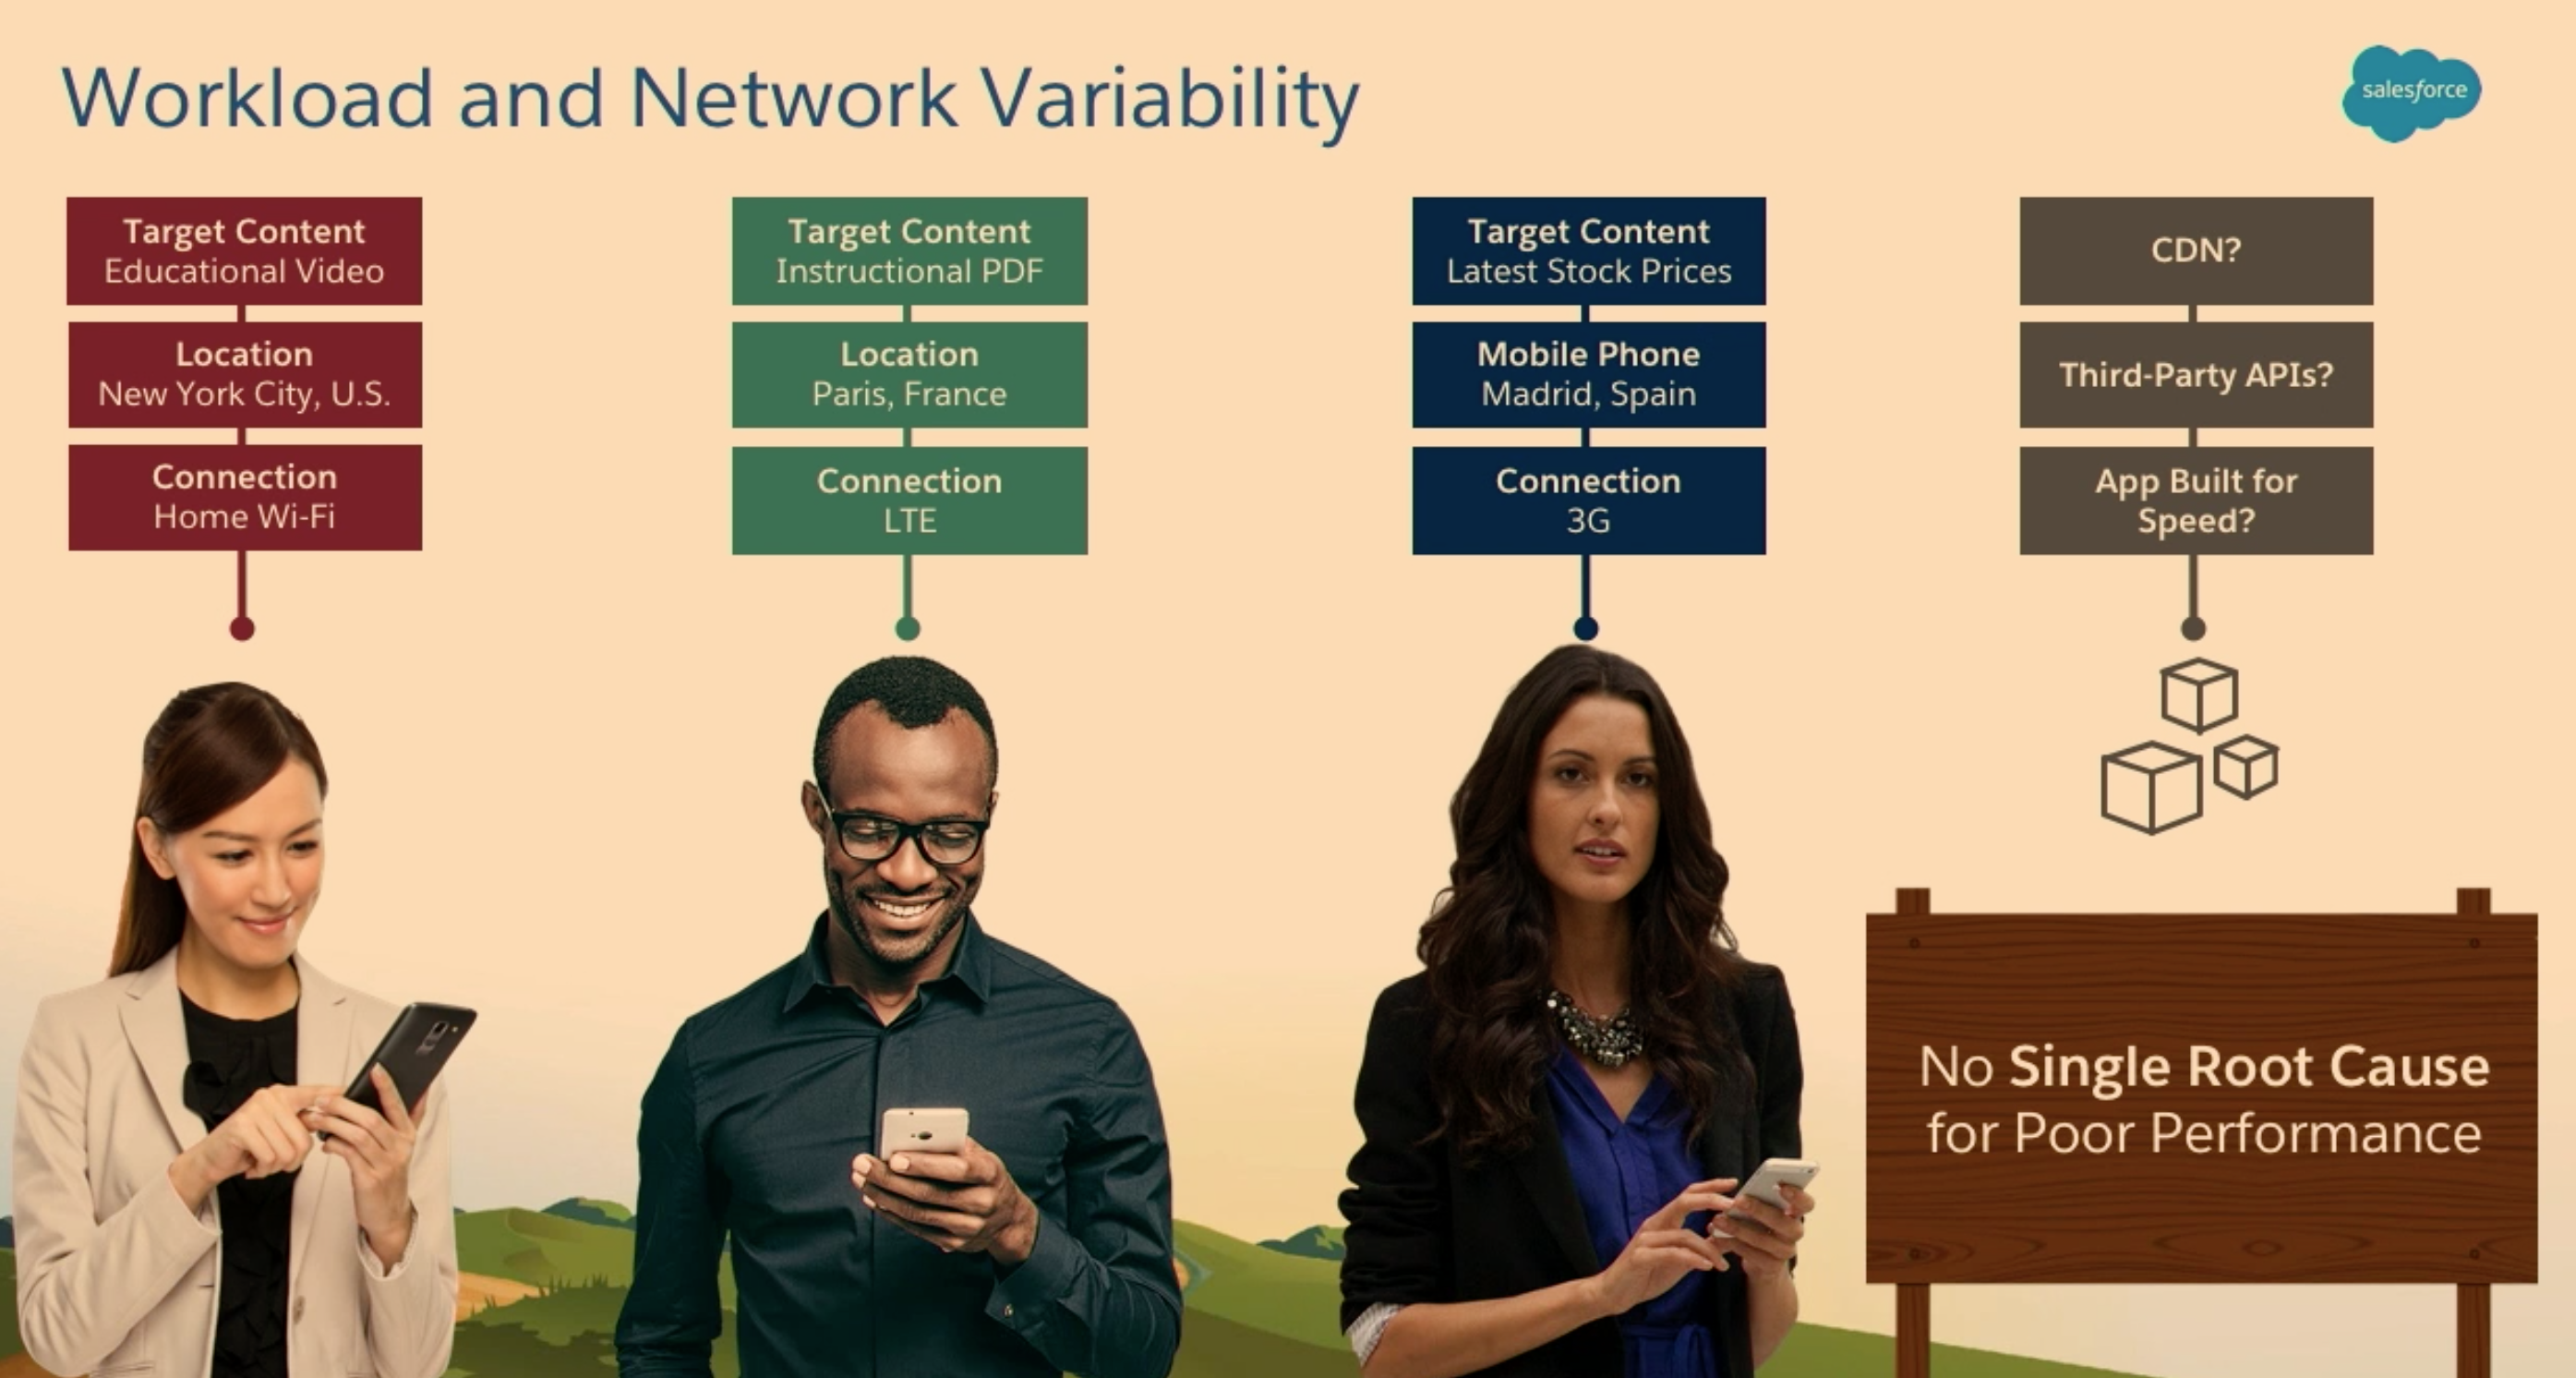 Workload and Network Variability
salesforce
Target Content
Educational Video
Location
New York City, U.S.
Connection
Home Wi-Fi
Target Content
Instructional PDF
Location
Paris, France
Connection
LTE
Target Content
Latest Stock Prices
Mobile Phone
Madrid, Spain
Connection
3G
CDN?
Third-Party APIs?
App Built for
Speed?
No Single Root Cause
for Poor Performance